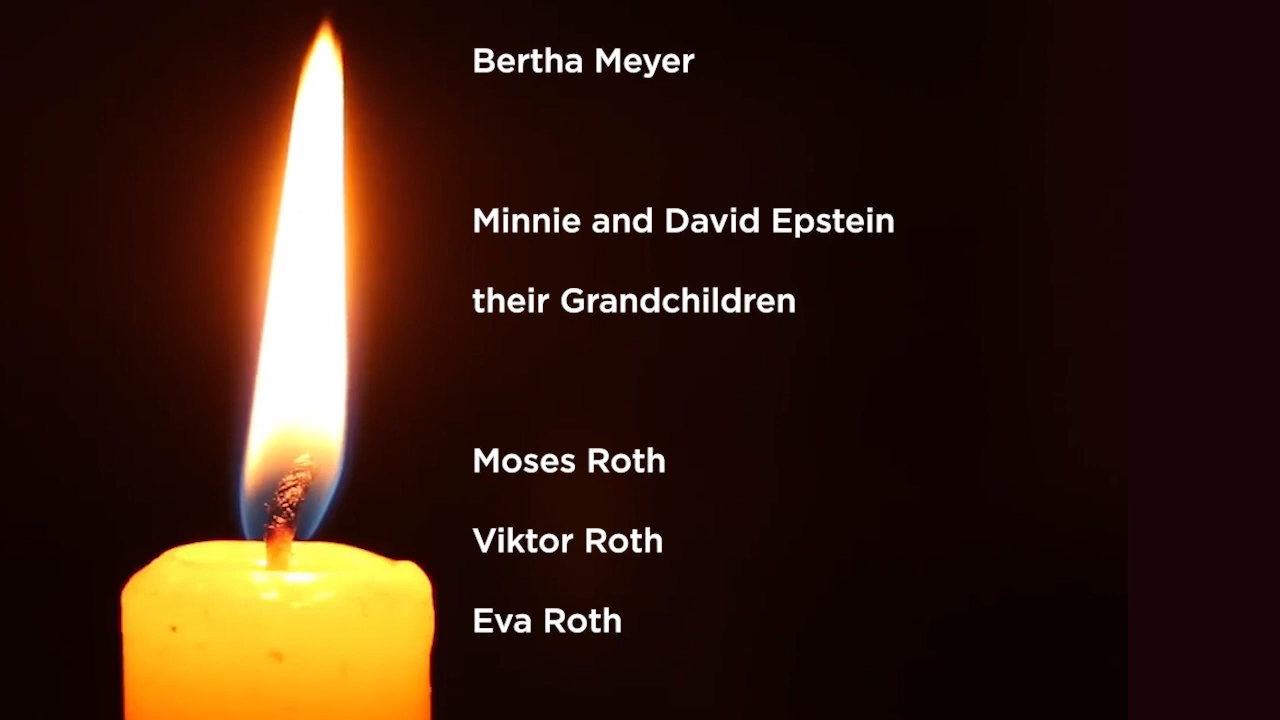 Bertha Meyer
Minnie and David Epstein
their Grandchildren
Moses Roth
Viktor Roth
Eva Roth